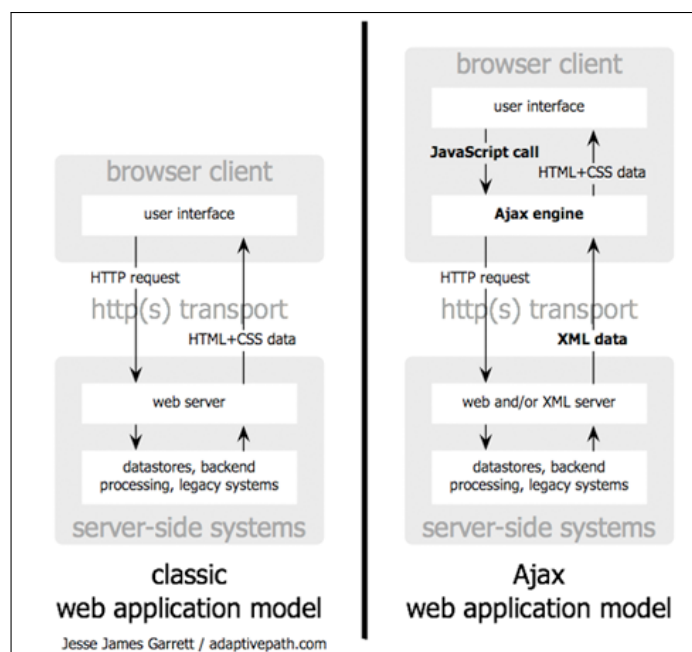 browser client
user interface
HTTP request
http(s) transport
HTML+CSS data
web server
datastores, backend
processing, legacy systems
server-side systems
classic
web application model
Jesse James Garrett / adaptivepath.com
browser client
user interface
JavaScript call
HTML+CSS data
Ajax engine
HTTP request
http(s) transport
XML data
web and/or XML server
datastores, backend
processing, legacy systems
server-side systems
Ajax
web application model